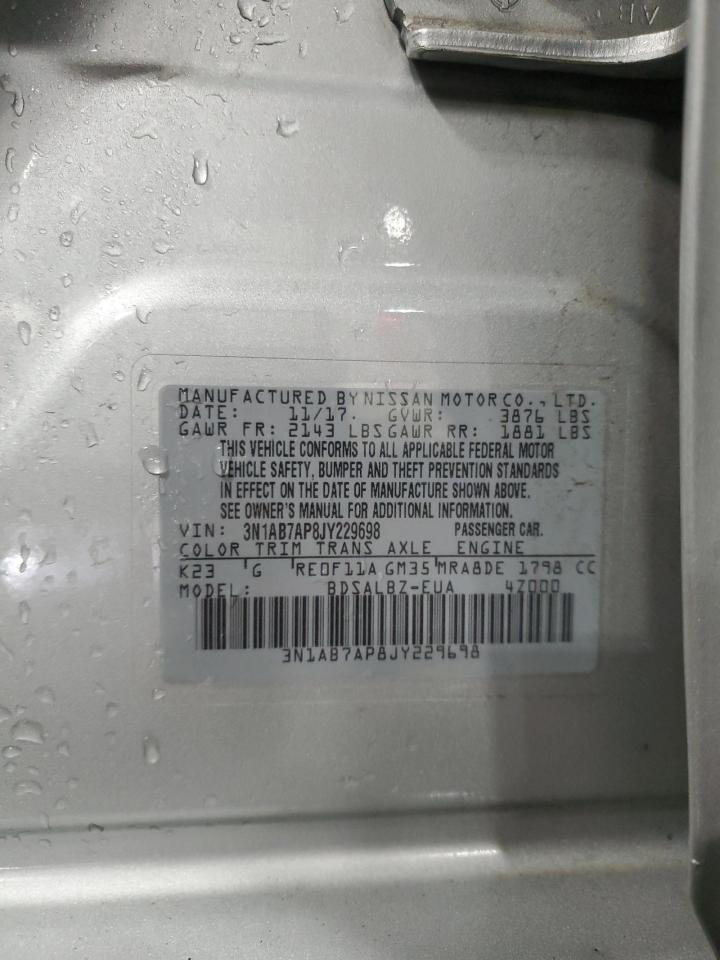 AB
MANUFACTURED BY NISSAN MOTOR CO., LTD.
DATE: 11/17. GVWR: 3876 LBS
GAWR FR: 2143 LBS GAWR RR: 1881 LBS
THIS VEHICLE CONFORMS TO ALL APPLICABLE FEDERAL MOTOR
VEHICLE SAFETY, BUMPER AND THEFT PREVENTION STANDARDS
IN EFFECT ON THE DATE OF MANUFACTURE SHOWN ABOVE.
SEE OWNER'S MANUAL FOR ADDITIONAL INFORMATION.
VIN: 3N1AB7AP8JY229698 PASSENGER CAR.
COLOR TRIM TRANS AXLE ENGINE
K23 G RE0F11A GM35 MRA8DE 1798 CC
MODEL: BDSALBZ-EUA 4Z000
3N1AB7AP8JY229698